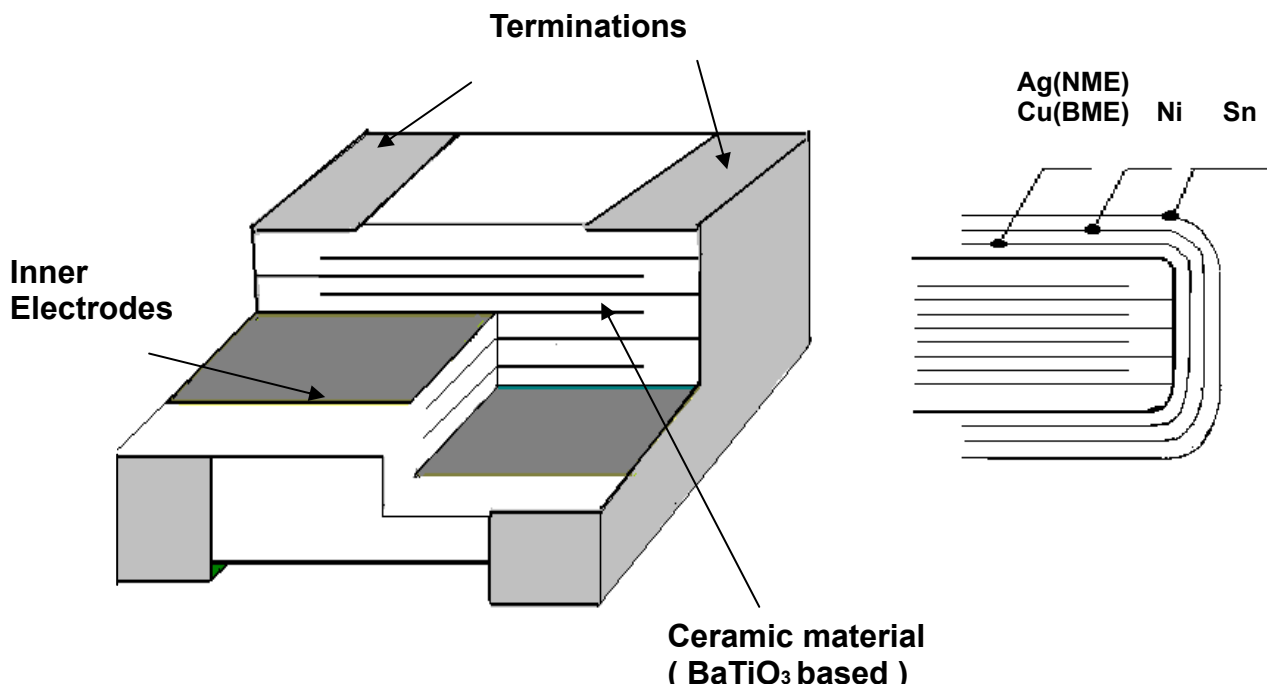 Terminations
Ag(NME)
Cu(BME) Ni Sn
Inner
Electrodes
Ceramic material
( BaTiO₃ based )